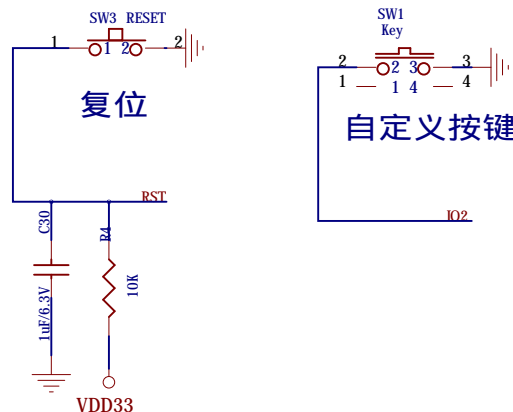 SW3 RESET
1 1 2 2
复位
RST
C30
R4
1uF/6.3V
10K
VDD33
SW1
Key
2 2 3 3
1 1 4 4
自定义按键
IO2